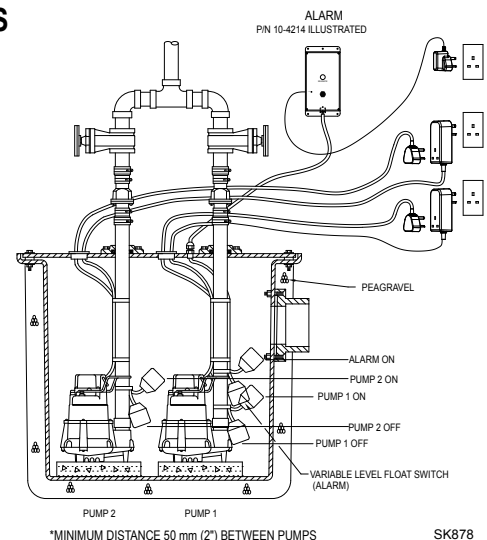 S
ALARM
P/N 10-4214 ILLUSTRATED
PEAGRAVEL
ALARM ON
PUMP 2 ON
PUMP 1 ON
PUMP 2 OFF
PUMP 1 OFF
VARIABLE LEVEL FLOAT SWITCH
(ALARM)
PUMP 2
PUMP 1
*MINIMUM DISTANCE 50 mm (2") BETWEEN PUMPS
SK878